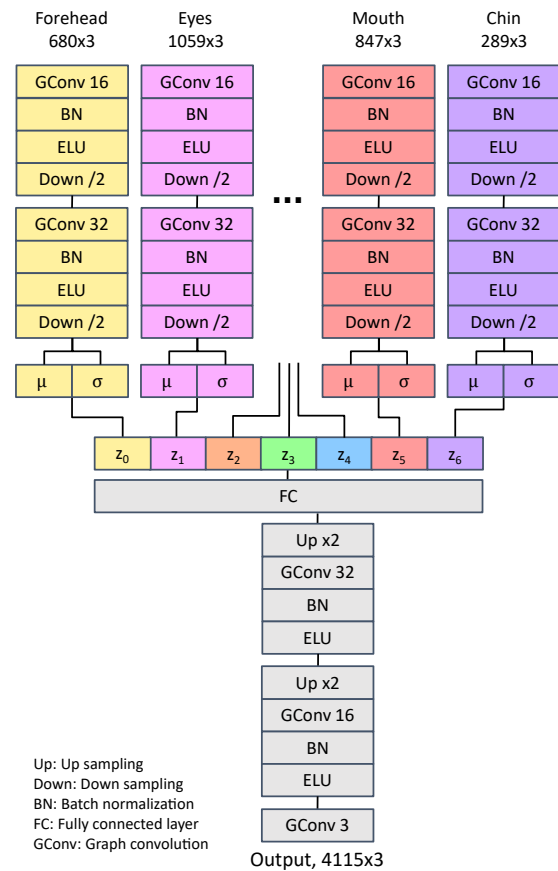 Forehead
680x3
Eyes
1059x3
Mouth
847x3
Chin
289x3
GConv 16
BN
ELU
Down /2
GConv 32
BN
ELU
Down /2
μ σ
GConv 16
BN
ELU
Down /2
GConv 32
BN
ELU
Down /2
μ σ
...
GConv 16
BN
ELU
Down /2
GConv 32
BN
ELU
Down /2
μ σ
GConv 16
BN
ELU
Down /2
GConv 32
BN
ELU
Down /2
μ σ
z0 z1 z2 z3 z4 z5 z6
FC
Up x2
GConv 32
BN
ELU
Up x2
GConv 16
BN
ELU
GConv 3
Output, 4115x3
Up: Up sampling
Down: Down sampling
BN: Batch normalization
FC: Fully connected layer
GConv: Graph convolution